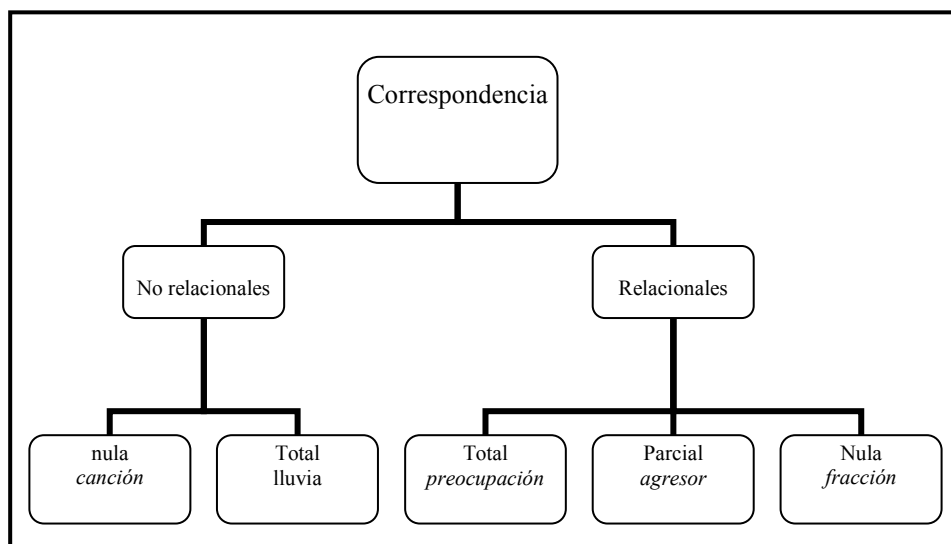 Correspondencia
No relacionales
Relacionales
nula
canción
Total
lluvia
Total
preocupación
Parcial
agresor
Nula
fracción